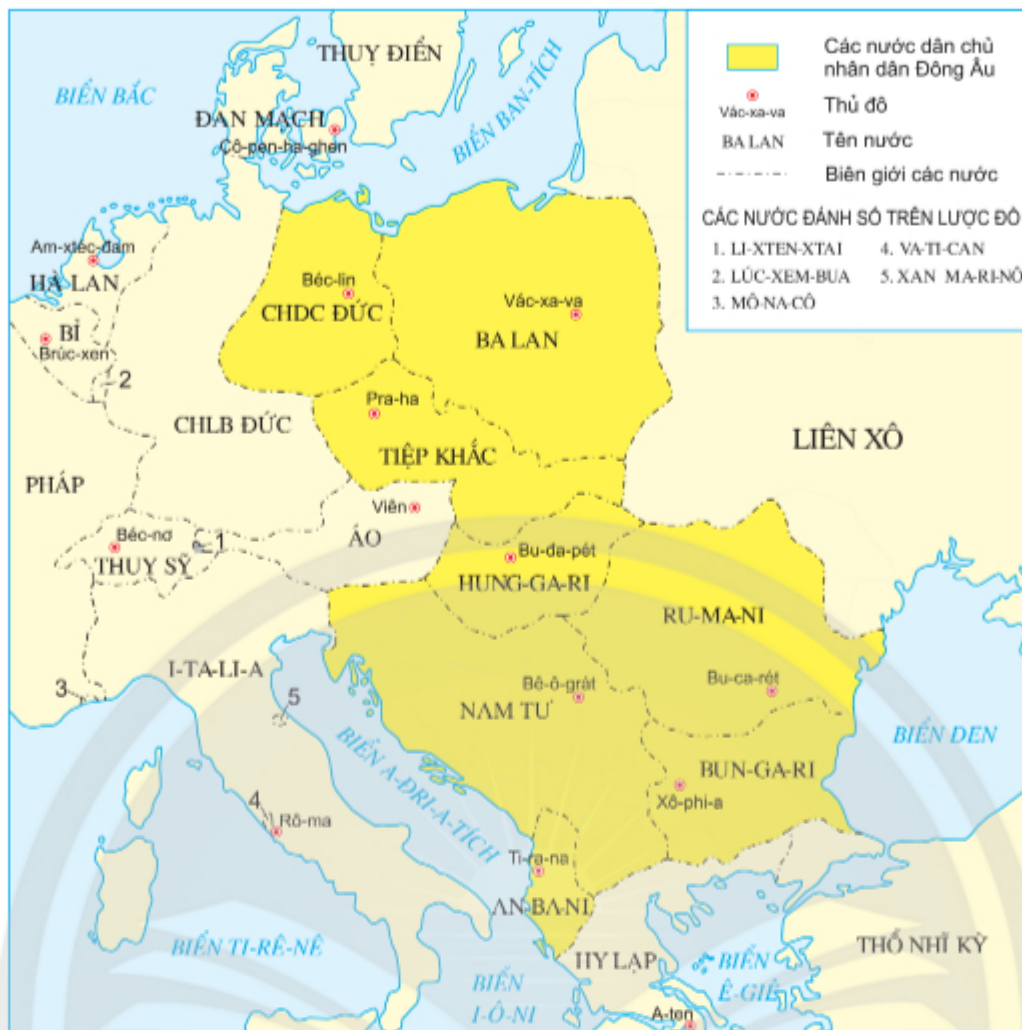 THUỴ ĐIỂN
BIỂN BẮC
ĐAN MẠCH
Cô-pen-ha-ghen
BIỂN BAN-TÍCH
Các nước dân chủ
nhân dân Đông Âu
Vác-xa-va
Thủ đô
BA LAN
Tên nước
Biên giới các nước
CÁC NƯỚC ĐÁNH SỐ TRÊN LƯỢC ĐỒ
1. LI-XTEN-XTAI
4. VA-TI-CAN
2. LÚC-XEM-BUA
5. XAN MA-RI-NÔ
3. MÔ-NA-CÔ
Am-xtéc-đam
HÀ LAN
BỈ
Brúc-xen
2
Béc-lin
CHDC ĐỨC
Vác-xa-va
BA LAN
Pra-ha
CHLB ĐỨC
TIỆP KHẮC
LIÊN XÔ
PHÁP
Viên
ÁO
Béc-nơ
1
THUỴ SỸ
Bu-đa-pét
HUNG-GA-RI
RU-MA-NI
I-TA-LI-A
3
5
Bê-ô-grát
NAM TƯ
Bu-ca-rét
BIỂN ĐEN
BIỂN A-ĐRI-A-TÍCH
BUN-GA-RI
Xô-phi-a
4
Rô-ma
Ti-ra-na
AN-BA-NI
BIỂN TI-RÊ-NÊ
HY LẠP
THỔ NHĨ KỲ
BIỂN
I-Ô-NI
BIỂN
Ê-GIÊ
A-ten